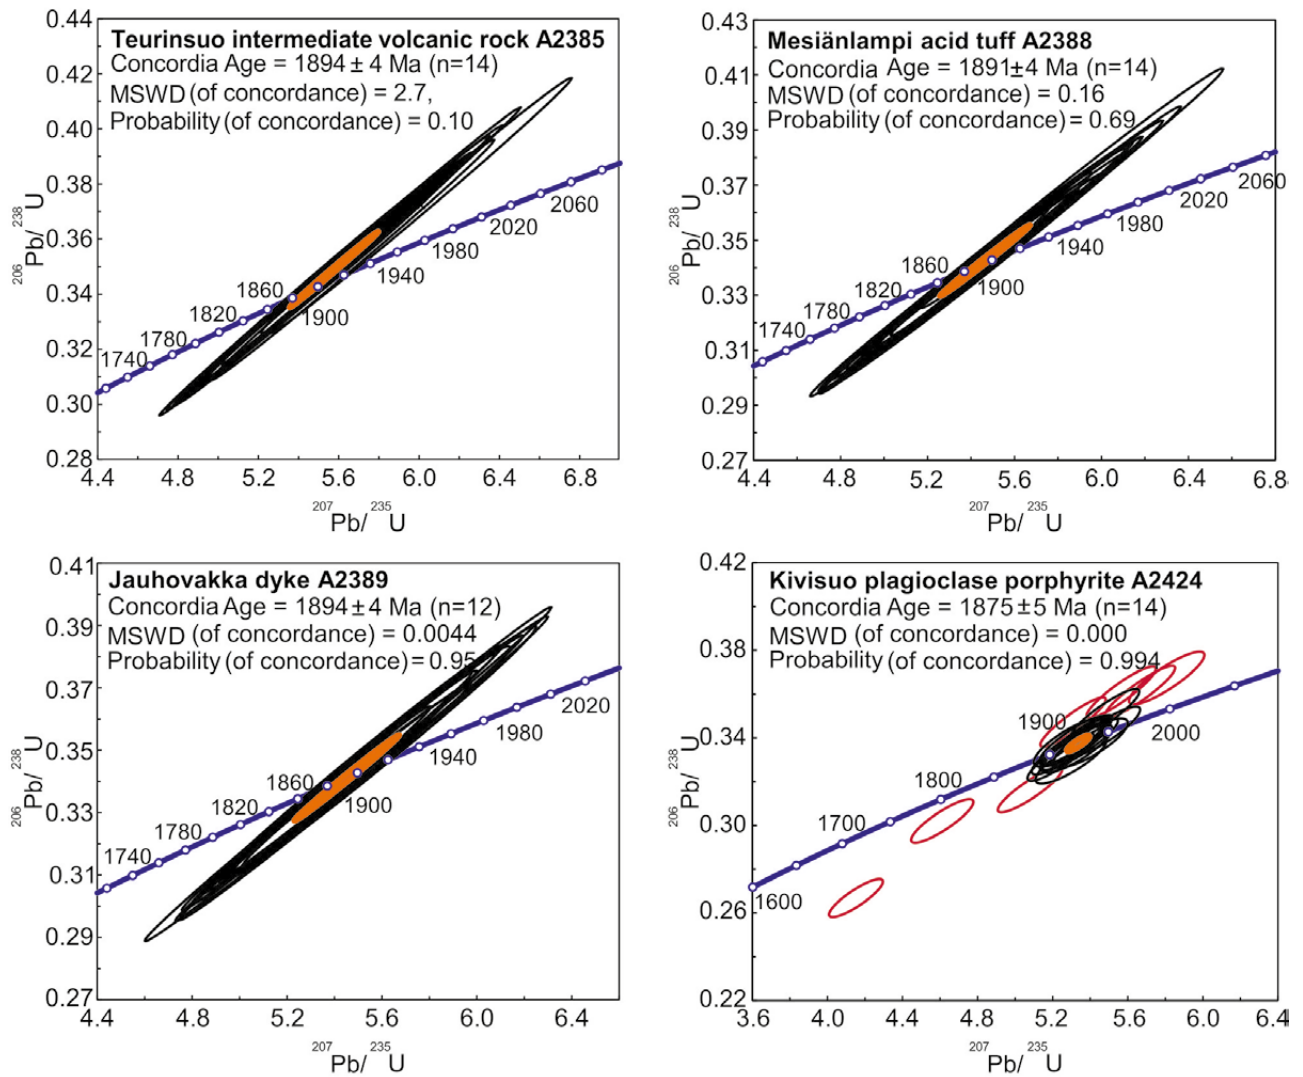 Teurinsuo intermediate volcanic rock A2385
Concordia Age = 1894 ± 4 Ma (n=14)
MSWD (of concordance) = 2.7,
Probability (of concordance) = 0.10
0.44
0.42
0.40
0.38
0.36
0.34
0.32
0.30
0.28
206Pb/238U
1740
1780
1820
1860
1900
1940
1980
2020
2060
4.4 4.8 5.2 5.6 6.0 6.4 6.8
207Pb/235U
Mesiänlampi acid tuff A2388
Concordia Age = 1891±4 Ma (n=14)
MSWD (of concordance) = 0.16
Probability (of concordance) = 0.69
0.43
0.41
0.39
0.37
0.35
0.33
0.31
0.29
0.27
206Pb/238U
1740
1780
1820
1860
1900
1940
1980
2020
2060
4.4 4.8 5.2 5.6 6.0 6.4 6.8
207Pb/235U
Jauhovakka dyke A2389
Concordia Age = 1894 ± 4 Ma (n=12)
MSWD (of concordance) = 0.0044
Probability (of concordance) = 0.95
0.41
0.39
0.37
0.35
0.33
0.31
0.29
0.27
206Pb/238U
1740
1780
1820
1860
1900
1940
1980
2020
4.4 4.8 5.2 5.6 6.0 6.4
207Pb/235U
Kivisuo plagioclase porphyrite A2424
Concordia Age = 1875 ± 5 Ma (n=14)
MSWD (of concordance) = 0.000
Probability (of concordance) = 0.994
0.42
0.38
0.34
0.30
0.26
0.22
206Pb/238U
1600
1700
1800
1900
2000
3.6 4.0 4.4 4.8 5.2 5.6 6.0 6.4
207Pb/235U